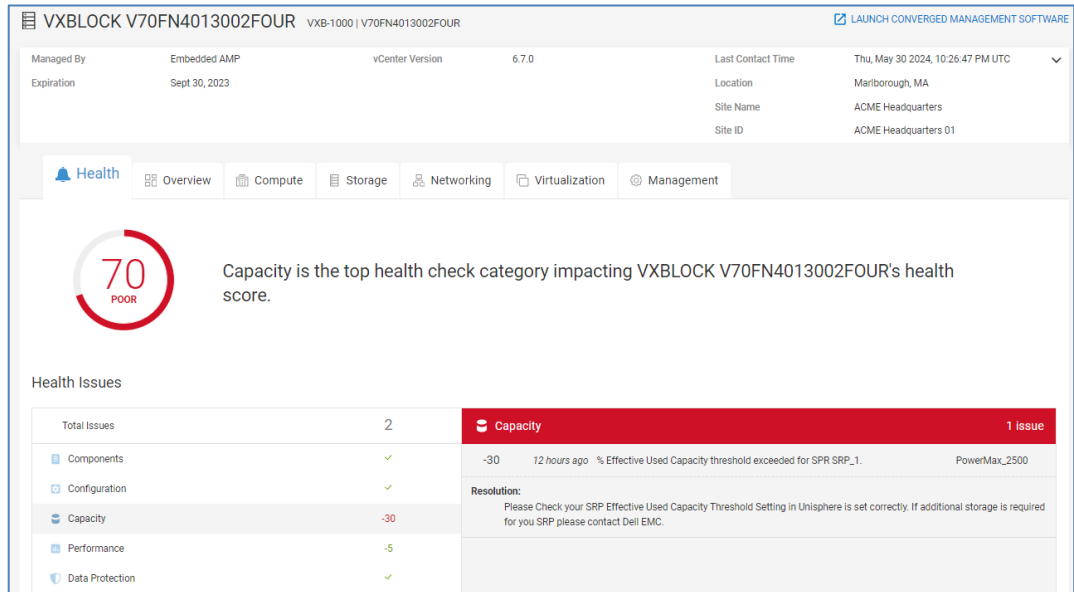 VXBLOCK V70FN4013002FOUR VXB-1000 | V70FN4013002FOUR
LAUNCH CONVERGED MANAGEMENT SOFTWARE
Managed By Embedded AMP vCenter Version 6.7.0 Last Contact Time Thu, May 30 2024, 10:26:47 PM UTC
Expiration Sept 30, 2023 Location Marlborough, MA
Site Name ACME Headquarters
Site ID ACME Headquarters 01
Health Overview Compute Storage Networking Virtualization Management
70
POOR
Capacity is the top health check category impacting VXBLOCK V70FN4013002FOUR's health
score.
Health Issues
Total Issues 2
Components
Configuration
Capacity -30
Performance -5
Data Protection
Capacity 1 issue
-30 12 hours ago % Effective Used Capacity threshold exceeded for SPR SRP_1. PowerMax_2500
Resolution:
Please Check your SRP Effective Used Capacity Threshold Setting in Unisphere is set correctly. If additional storage is required
for you SRP please contact Dell EMC.